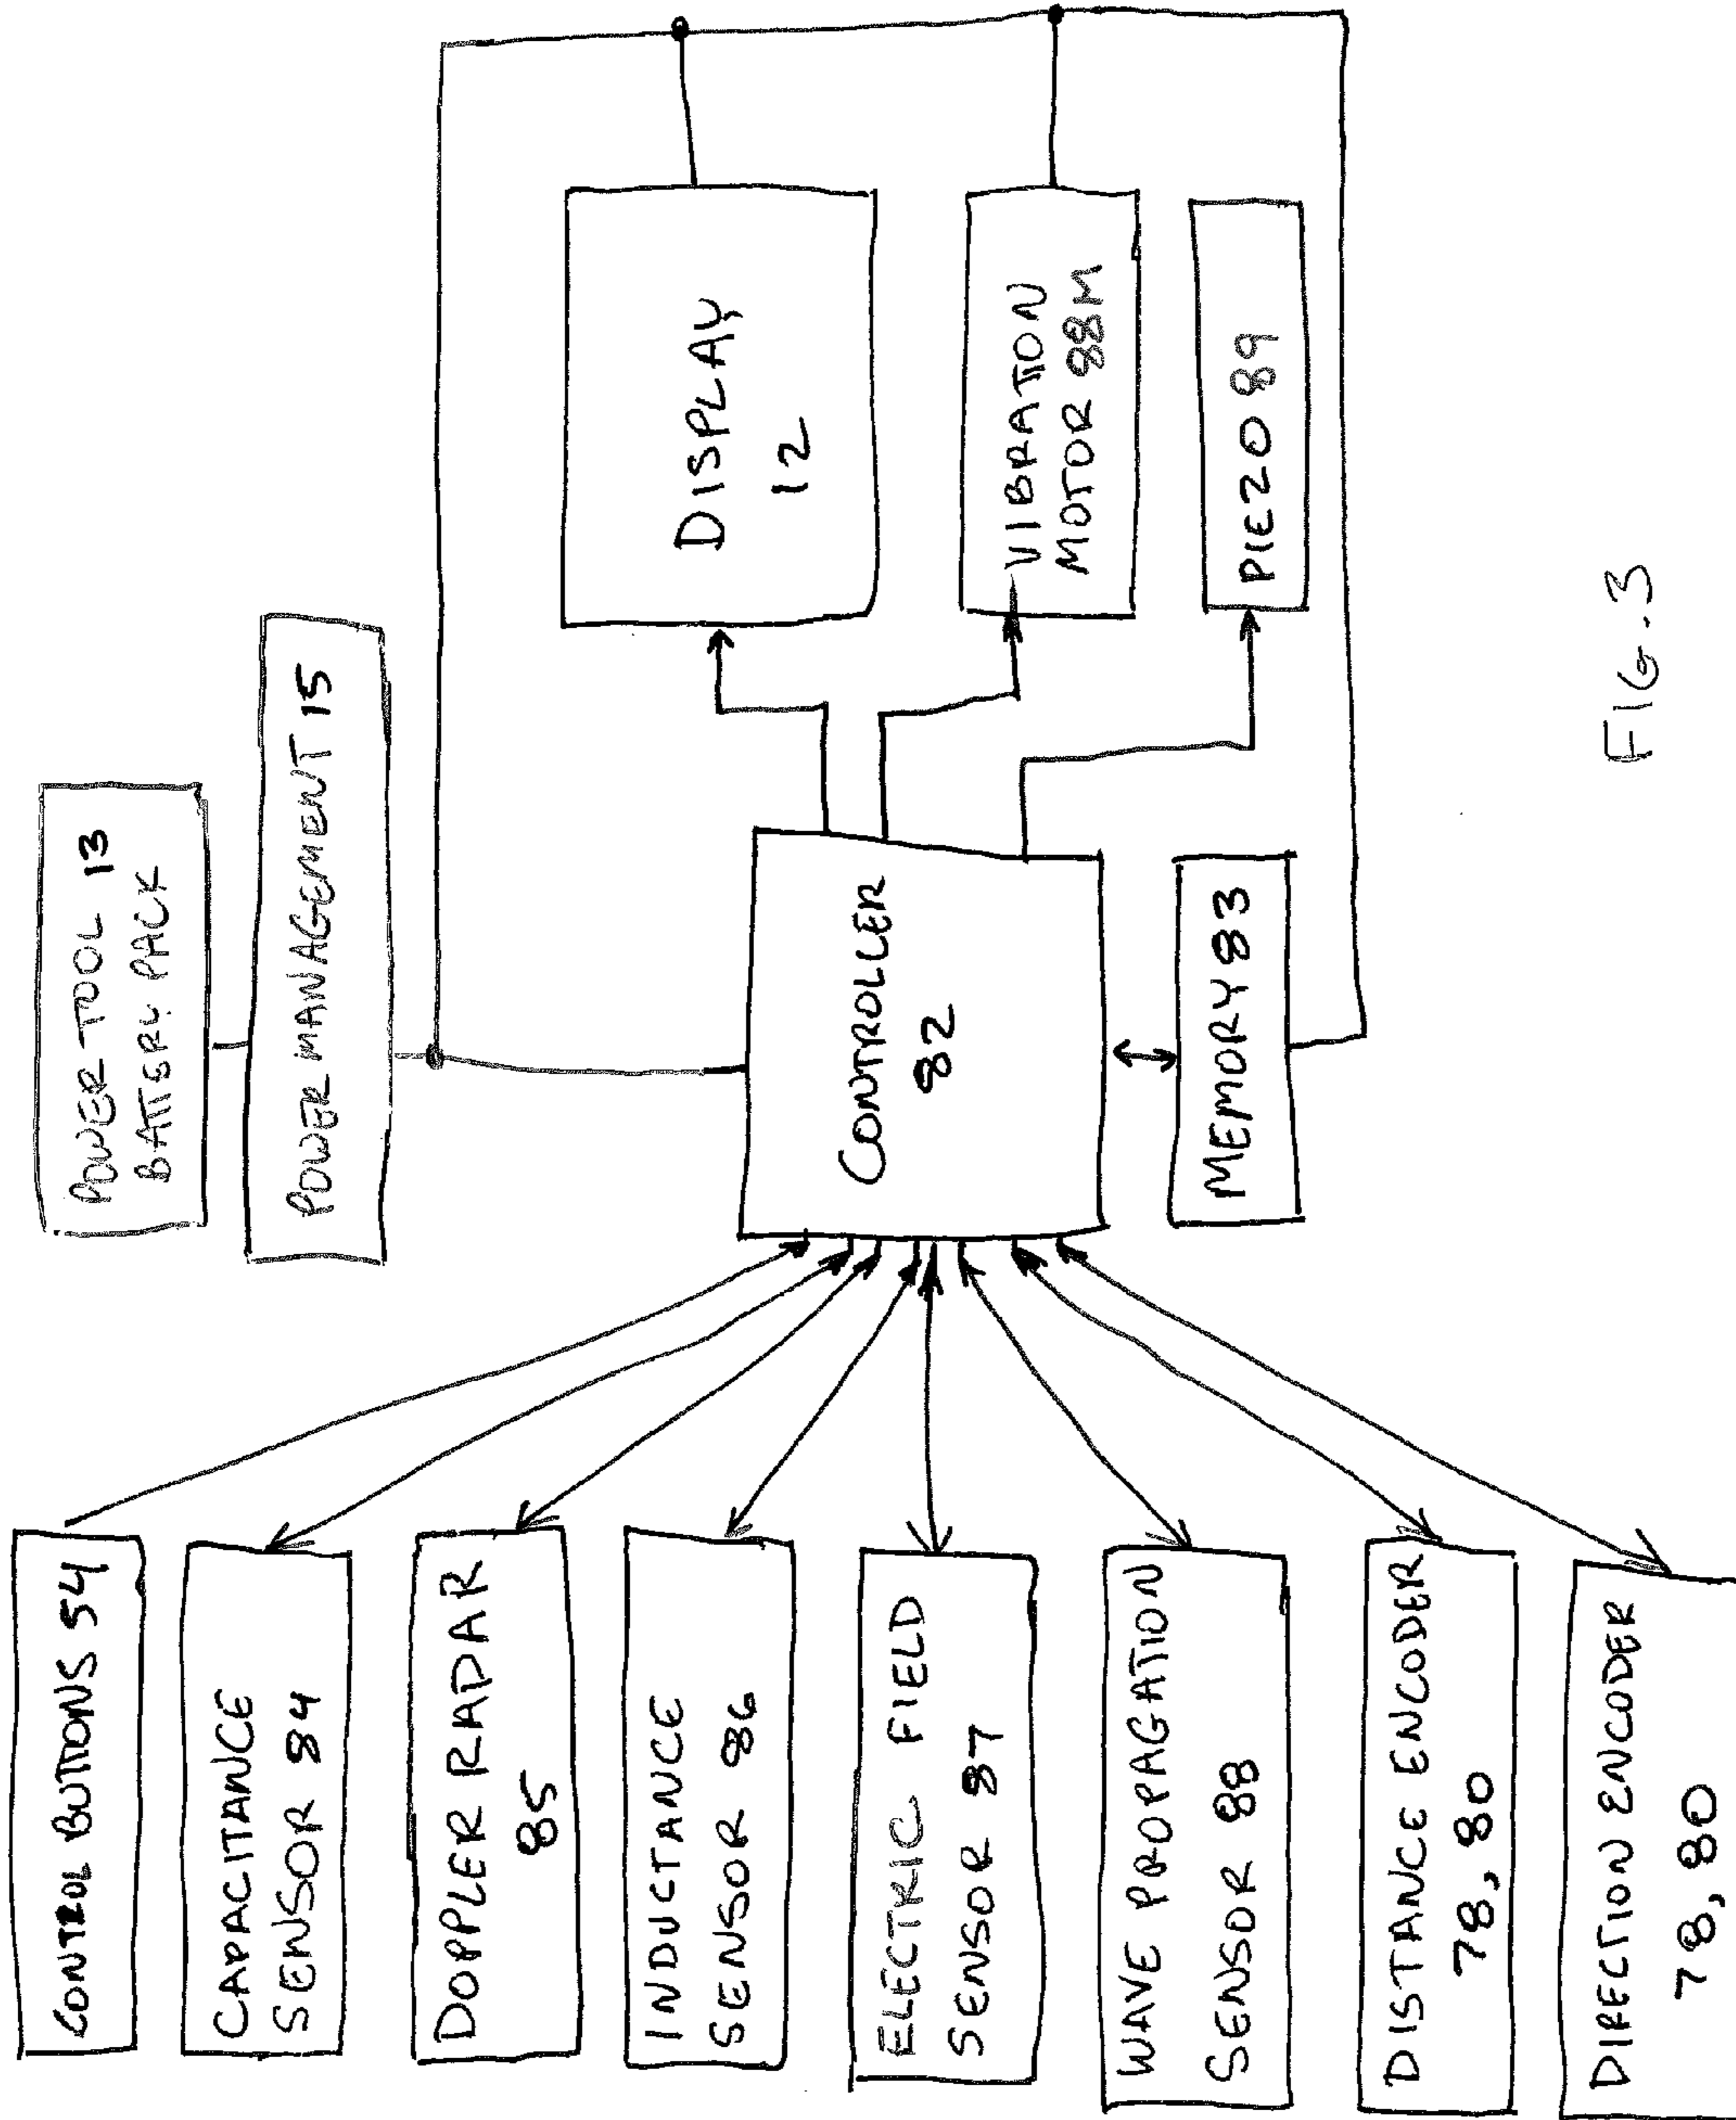 POWER TOOL 13
BATTERY PACK
POWER MANAGEMENT 15
CONTROL BUTTONS 54
CAPACITANCE
SENSOR 84
DOPPLER RADAR
85
INDUCTANCE
SENSOR 86
ELECTRIC FIELD
SENSOR 87
WAVE PROPAGATION
SENSOR 88
DISTANCE ENCODER
78, 80
DIRECTION ENCODER
78, 80
CONTROLLER
82
MEMORY 83
DISPLAY
12
VIBRATION
MOTOR 88M
PIEZO 89
FIG. 3